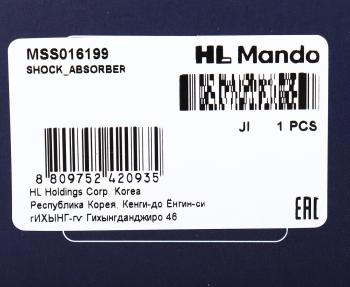 MSS016199
SHOCK_ABSORBER
HL Mando
JI 1 PCS
8 809752 420935
HL Holdings Corp. Korea
Республика Корея, Кенги-до Ёнгин-си
гИХЫНГ-гv Гихынгданджиро 46
EAC